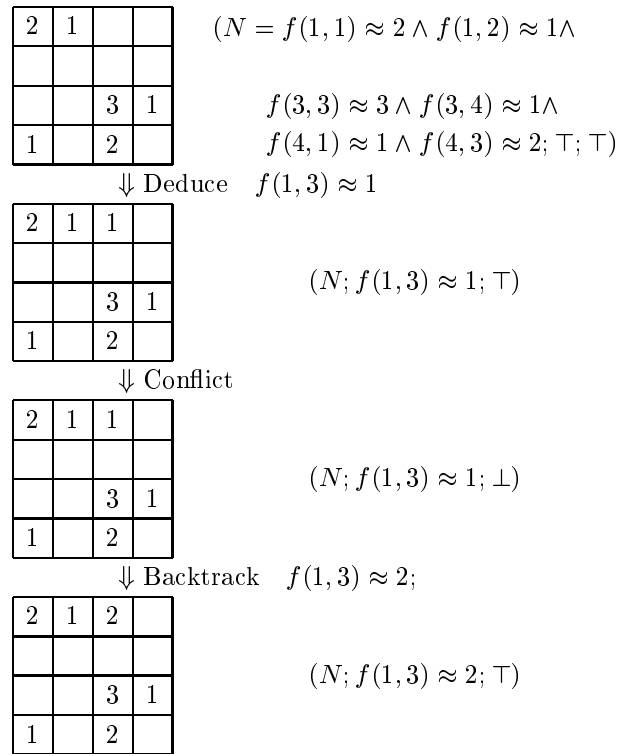 2 1 (N = f(1, 1) ≈ 2 ∧ f(1, 2) ≈ 1∧
3 1 f(3, 3) ≈ 3 ∧ f(3, 4) ≈ 1∧
1 2 f(4, 1) ≈ 1 ∧ f(4, 3) ≈ 2; ⊤; ⊤)
⇓ Deduce f(1, 3) ≈ 1
2 1 1
(N; f(1, 3) ≈ 1; ⊤)
3 1
1 2
⇓ Conflict
2 1 1
(N; f(1, 3) ≈ 1; ⊥)
3 1
1 2
⇓ Backtrack f(1, 3) ≈ 2;
2 1 2
(N; f(1, 3) ≈ 2; ⊤)
3 1
1 2